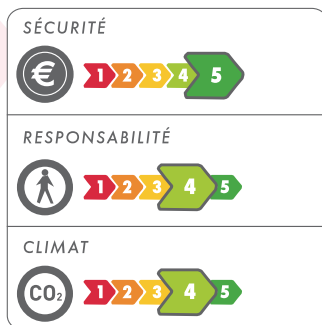 SÉCURITÉ
€ 1 2 3 4 5
RESPONSABILITÉ
1 2 3 4 5
CLIMAT
CO₂ 1 2 3 4 5